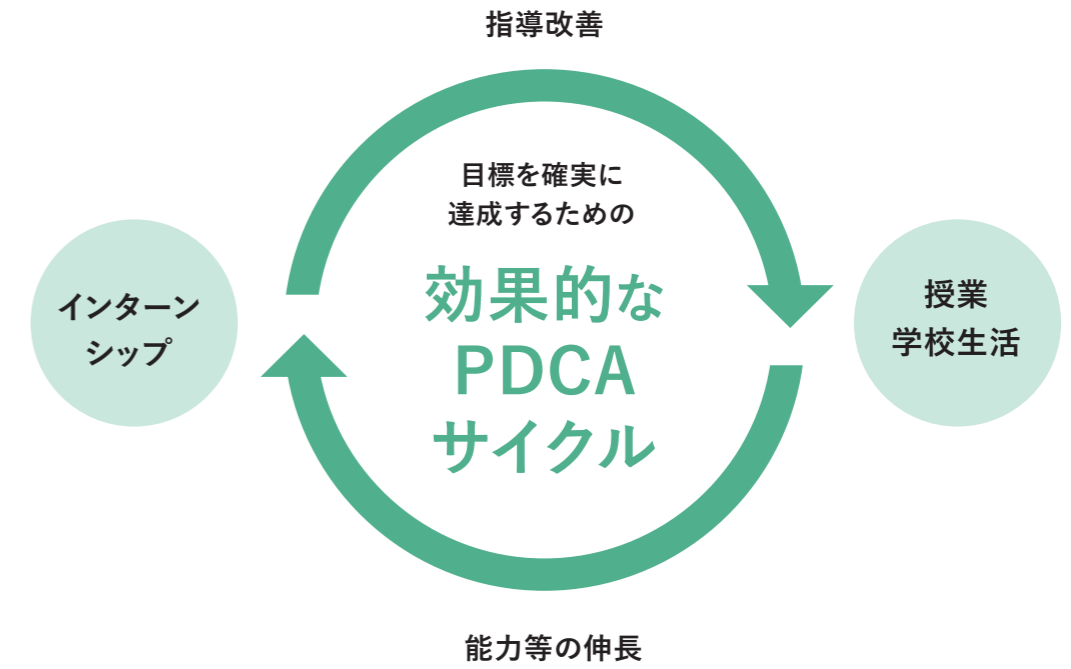 指導改善
目標を確実に
達成するための
効果的な
PDCA
サイクル
インターン
シップ
授業
学校生活
能力等の伸長